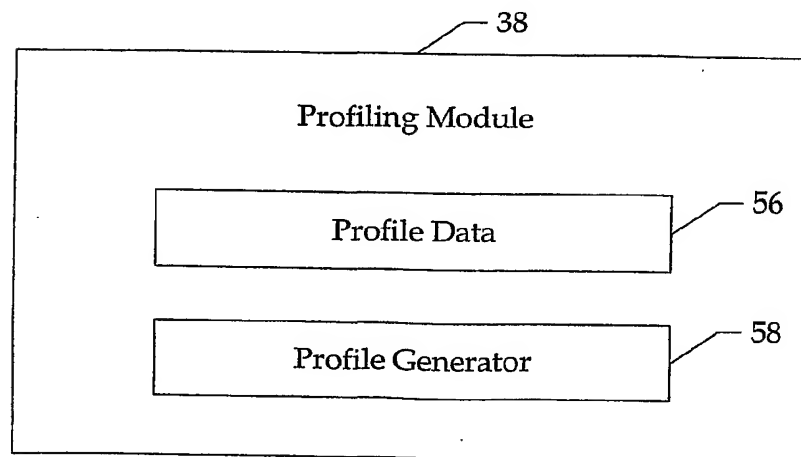 38
Profiling Module
56
Profile Data
58
Profile Generator